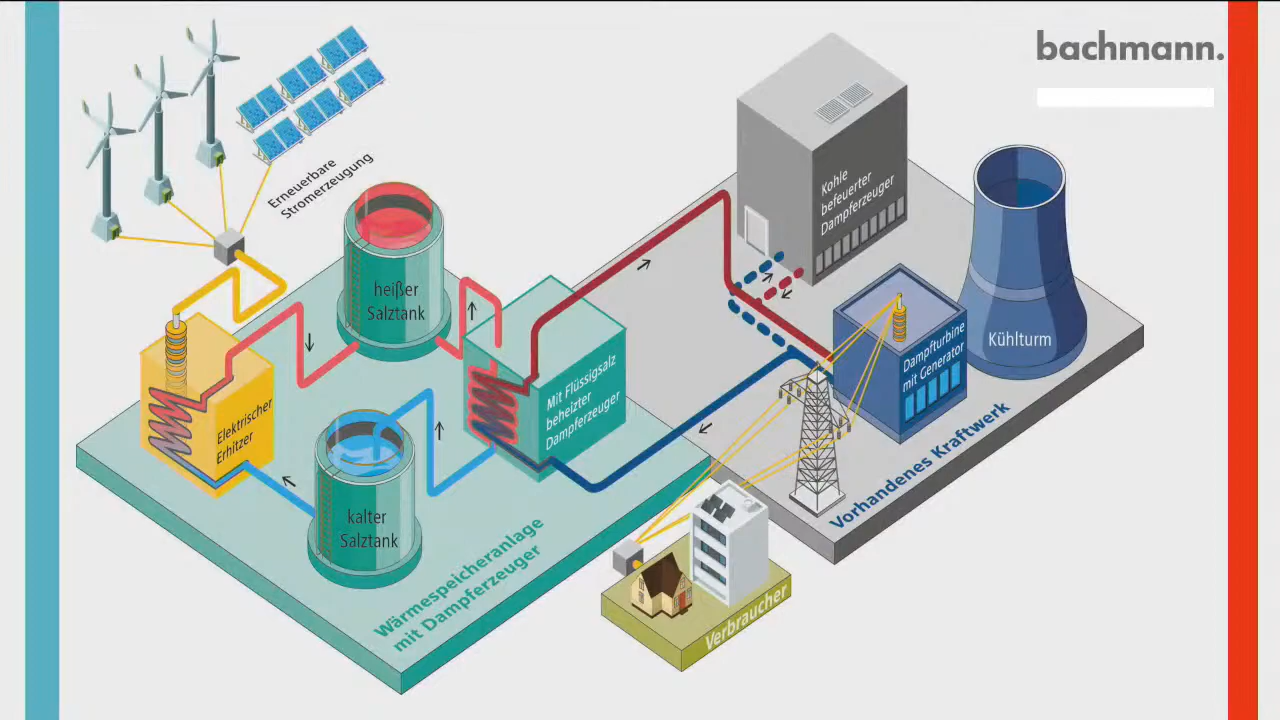 bachmann.
Erneuerbare
Stromerzeugung
Kohle
befeuerter
Dampferzeuger
heißer
Salztank
Kühlturm
Dampfturbine
mit Generator
Mit Flüssigsalz
beheizter
Dampferzeuger
Elektrischer
Erhitzer
kalter
Salztank
Vorhandenes Kraftwerk
Wärmespeicheranlage
mit Dampferzeuger
Verbraucher